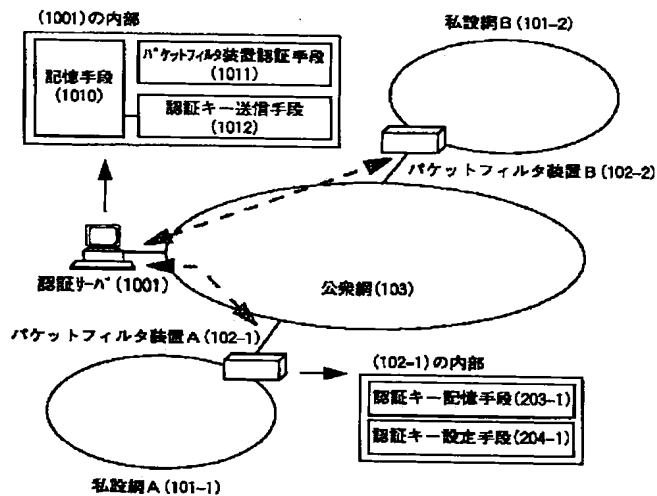 (1001)の内部
記憶手段
(1010)
パケットフィルタ装置認証手段
(1011)
認証キー送信手段
(1012)
私設網B(101-2)
パケットフィルタ装置B(102-2)
認証サーバ(1001)
公衆網(103)
パケットフィルタ装置A(102-1)
(102-1)の内部
認証キー記憶手段(203-1)
認証キー設定手段(204-1)
私設網A(101-1)